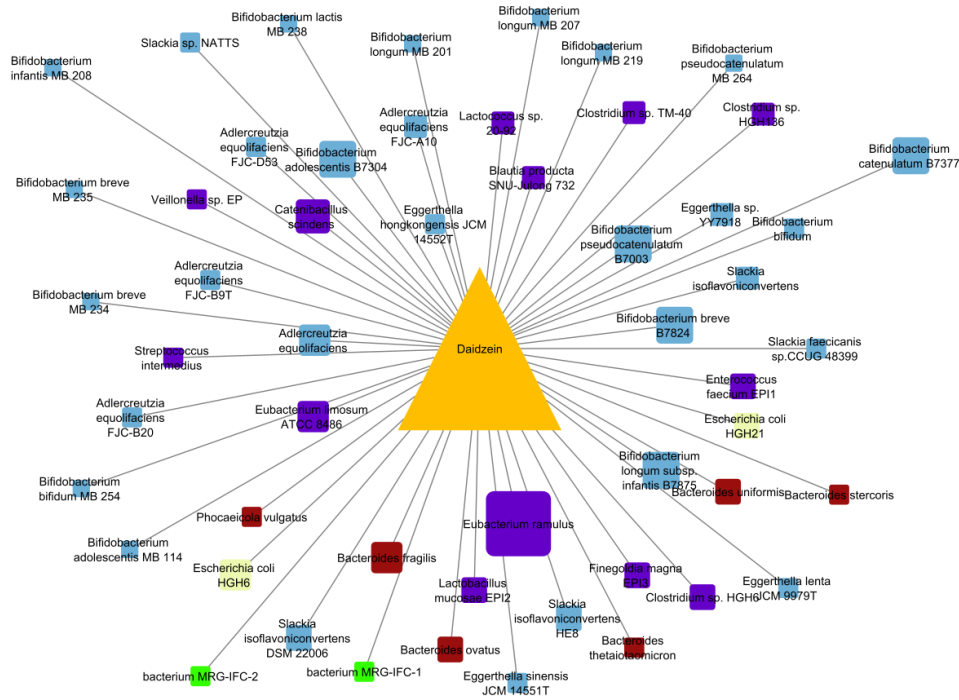 Bifidobacterium lactis
MB 238
Bifidobacterium
longum MB 207
Slackia sp. NATTS
Bifidobacterium
longum MB 201
Bifidobacterium
longum MB 219
Bifidobacterium
pseudocatenulatum
MB 264
Bifidobacterium
infantis MB 208
Lactococcus sp.
20-92
Clostridium sp. TM-40
Clostridium sp.
HGH136
Adlercreutzia
equolifaciens
FJC-D53
Bifidobacterium
adolescentis B7304
Adlercreutzia
equolifaciens
FJC-A10
Bifidobacterium
catenulatum B7377
Blautia producta
SNU-Julong 732
Bifidobacterium breve
MB 235
Veillonella sp. EP
Catenibacillus
scindens
Eggerthella
hongkongensis JCM
14552T
Bifidobacterium
pseudocatenulatum
B7003
Eggerthella sp.
YY7918
Bifidobacterium
bifidum
Adlercreutzia
equolifaciens
FJC-B9T
Slackia
isoflavoniconvertens
Bifidobacterium breve
MB 234
Adlercreutzia
equolifaciens
Daidzein
Bifidobacterium breve
B7824
Slackia faecicanis
sp.CCUG 48399
Streptococcus
intermedius
Enterococcus
faecium EPI1
Adlercreutzia
equolifaciens
FJC-B20
Eubacterium limosum
ATCC 8486
Escherichia coli
HGH21
Bifidobacterium
bifidum MB 254
Bifidobacterium
longum subsp.
infantis B7875
Bacteroides uniformis
Bacteroides stercoris
Phocaeicola vulgatus
Eubacterium ramulus
Bifidobacterium
adolescentis MB 114
Escherichia coli
HGH6
Bacteroides fragilis
Lactobacillus
mucosae EPI2
Finegoldia magna
EPI3
Clostridium sp. HGH6
Eggerthella lenta
JCM 9979T
Slackia
isoflavoniconvertens
DSM 22006
Slackia
isoflavoniconvertens
HE8
Bacteroides ovatus
Bacteroides
thetaiotaomicron
bacterium MRG-IFC-2
bacterium MRG-IFC-1
Eggerthella sinensis
JCM 14551T